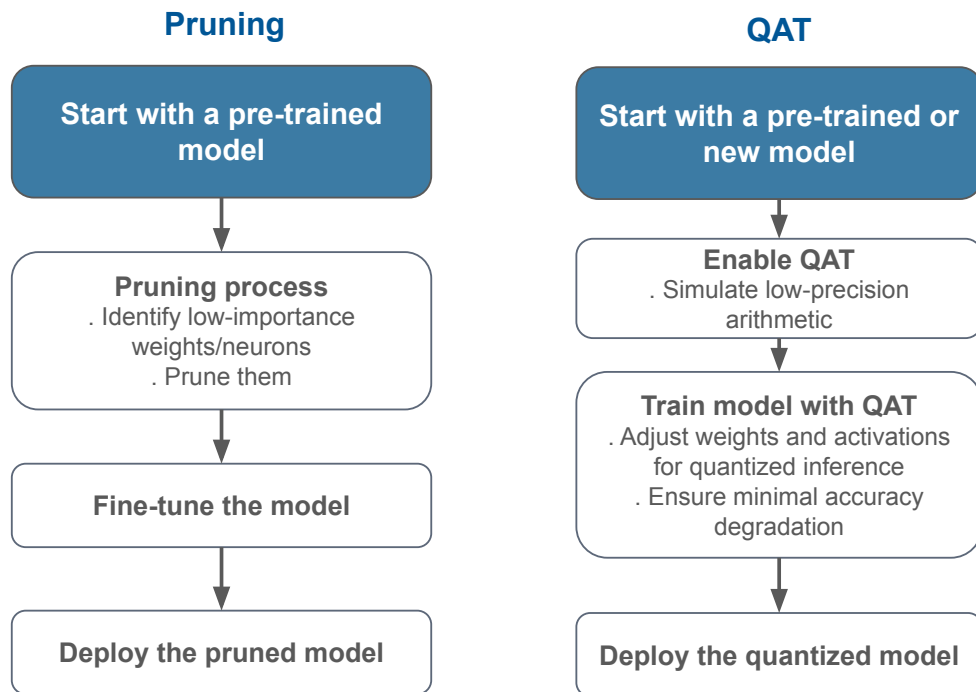 Pruning
Start with a pre-trained
model
Pruning process
. Identify low-importance
weights/neurons
. Prune them
Fine-tune the model
Deploy the pruned model
QAT
Start with a pre-trained or
new model
Enable QAT
. Simulate low-precision
arithmetic
Train model with QAT
. Adjust weights and activations
for quantized inference
. Ensure minimal accuracy
degradation
Deploy the quantized model